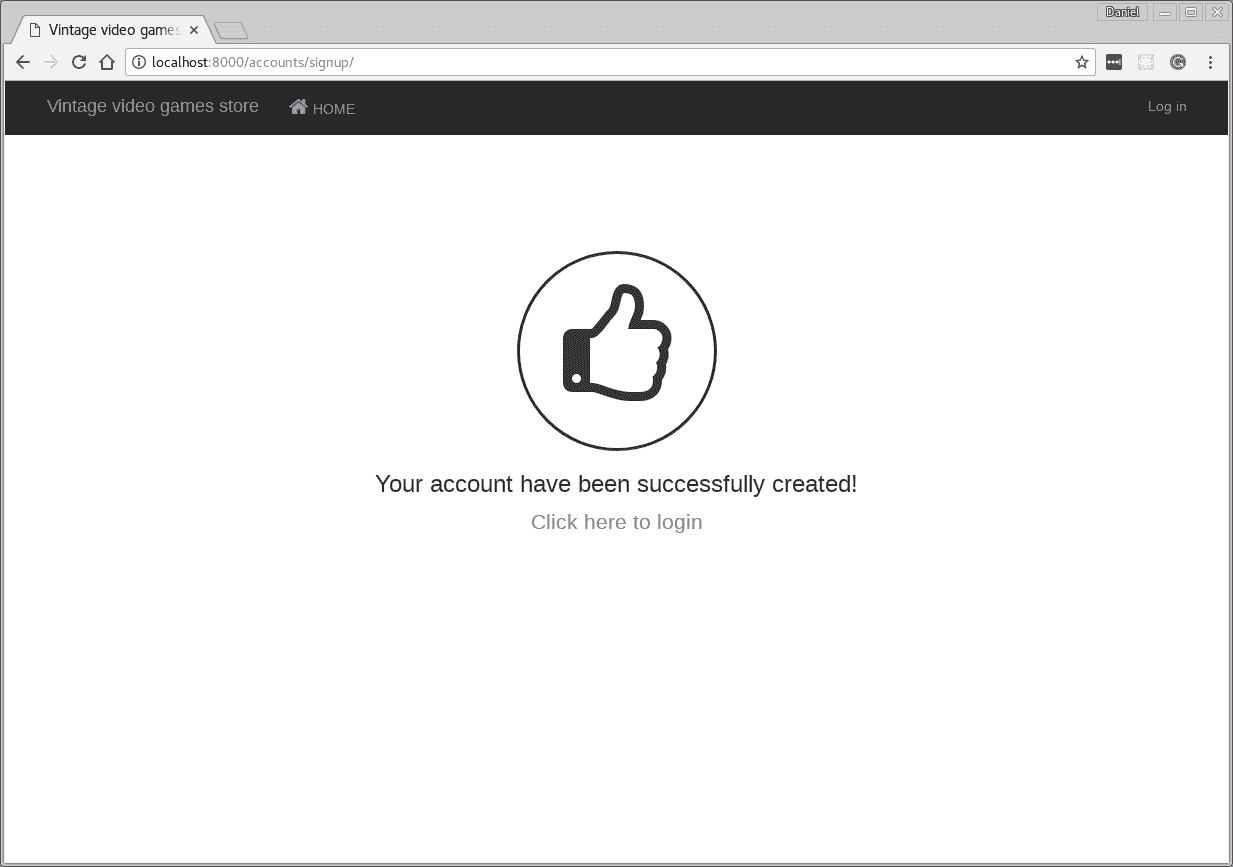 Daniel
Vintage video games
localhost:8000/accounts/signup/
Vintage video games store HOME Log in
Your account have been successfully created!
Click here to login